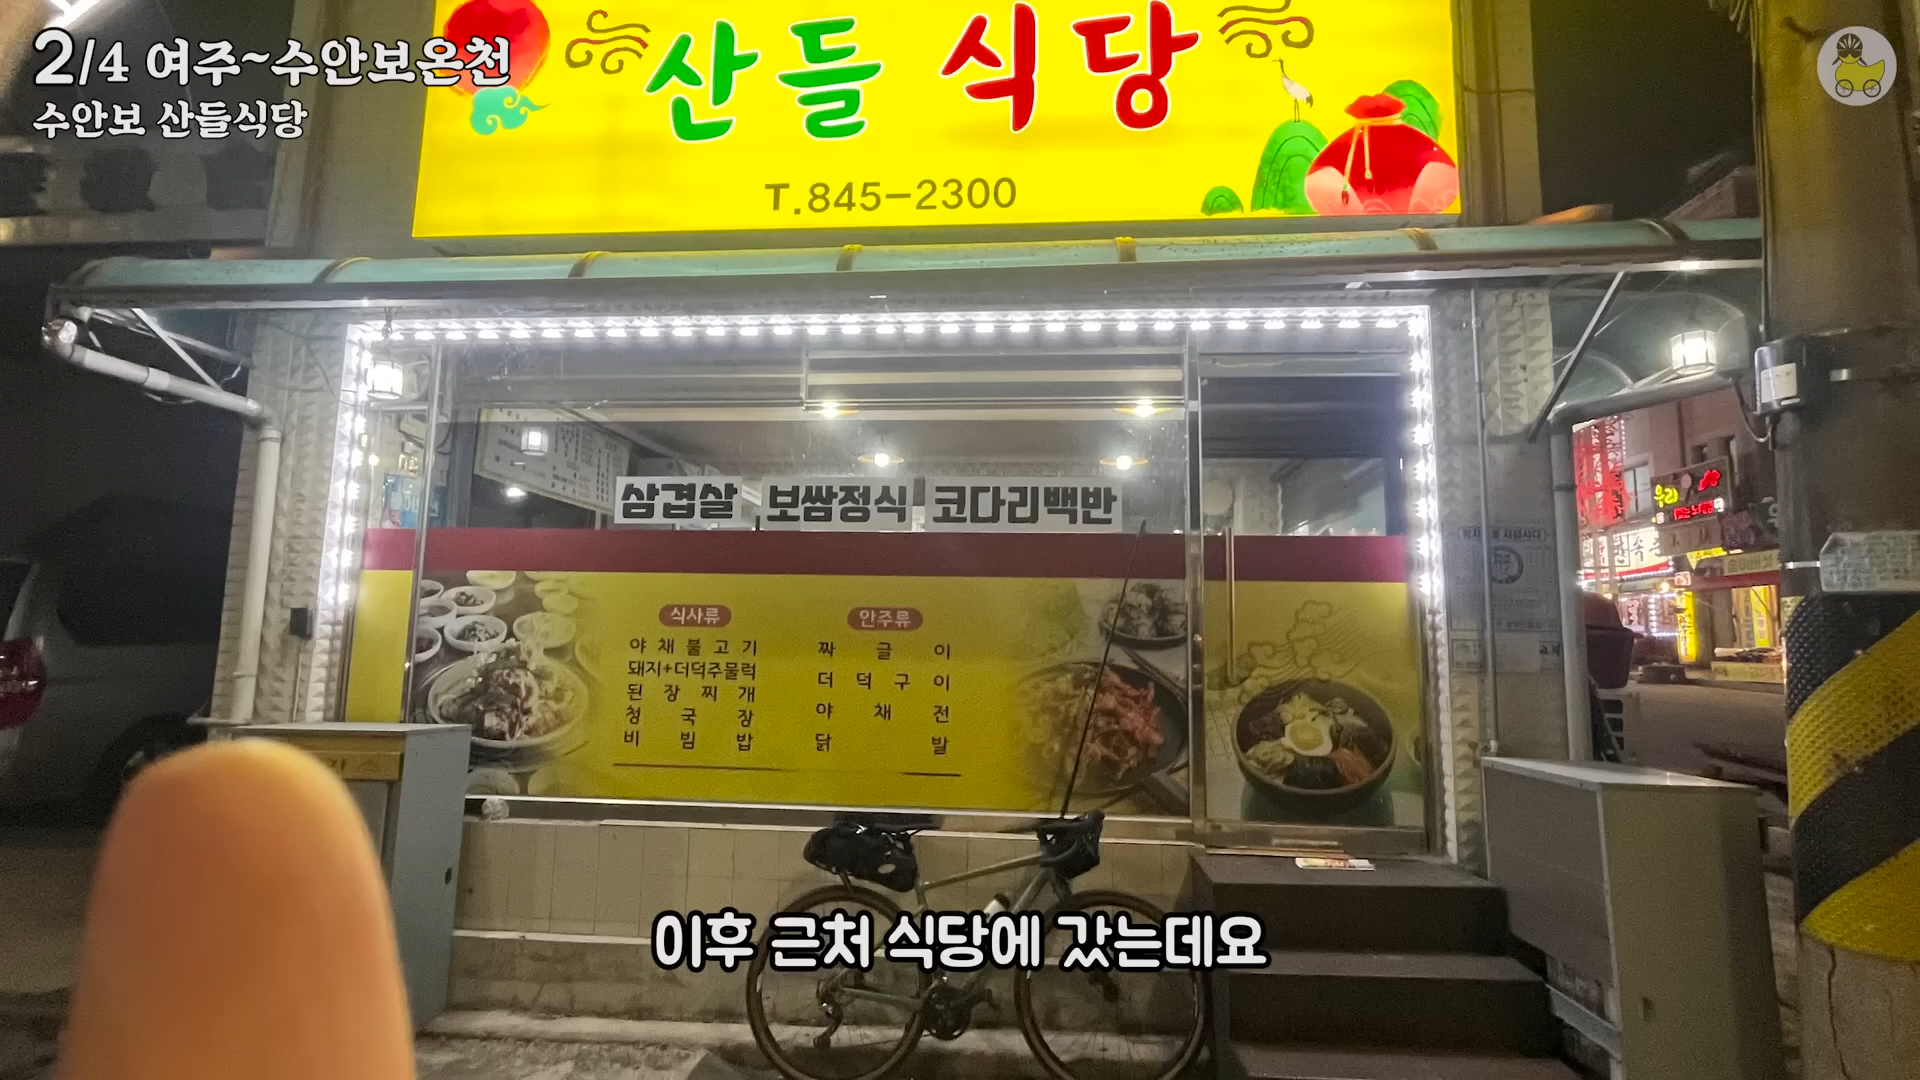 2/4 여주~수안보온천
수안보 산들식당
산들 식당
T.845-2300
삼겹살 보쌈정식 코다리백반
식사류
야채불고기
돼지+더덕주물럭
된장찌개
청국장
비빔밥
안주류
짜글이
더덕구이
야채전
닭발
우리
이후 근처 식당에 갔는데요